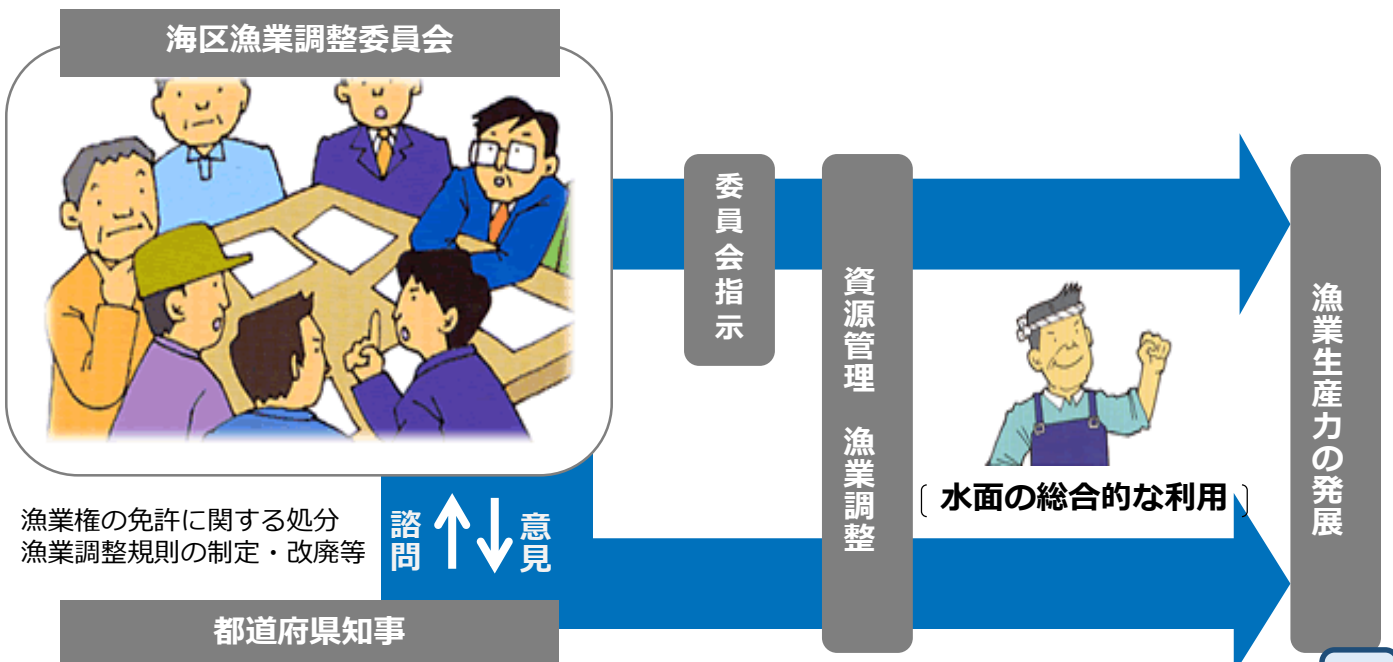 海区漁業調整委員会
委員会指示
資源管理 漁業調整
漁業生産力の発展
〔 水面の総合的な利用 〕
漁業権の免許に関する処分
漁業調整規則の制定・改廃等
諮問
意見
都道府県知事